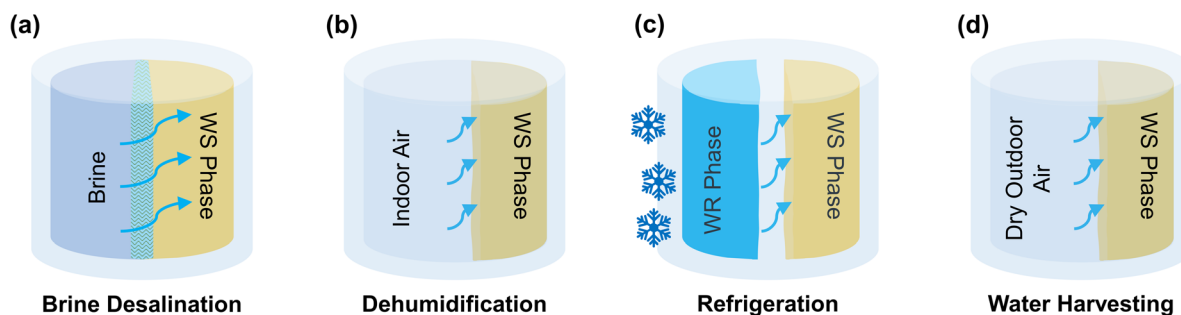 (a)
Brine
WS Phase
Brine Desalination
(b)
Indoor Air
WS Phase
Dehumidification
(c)
WR Phase
WS Phase
Refrigeration
(d)
Dry Outdoor
Air
WS Phase
Water Harvesting